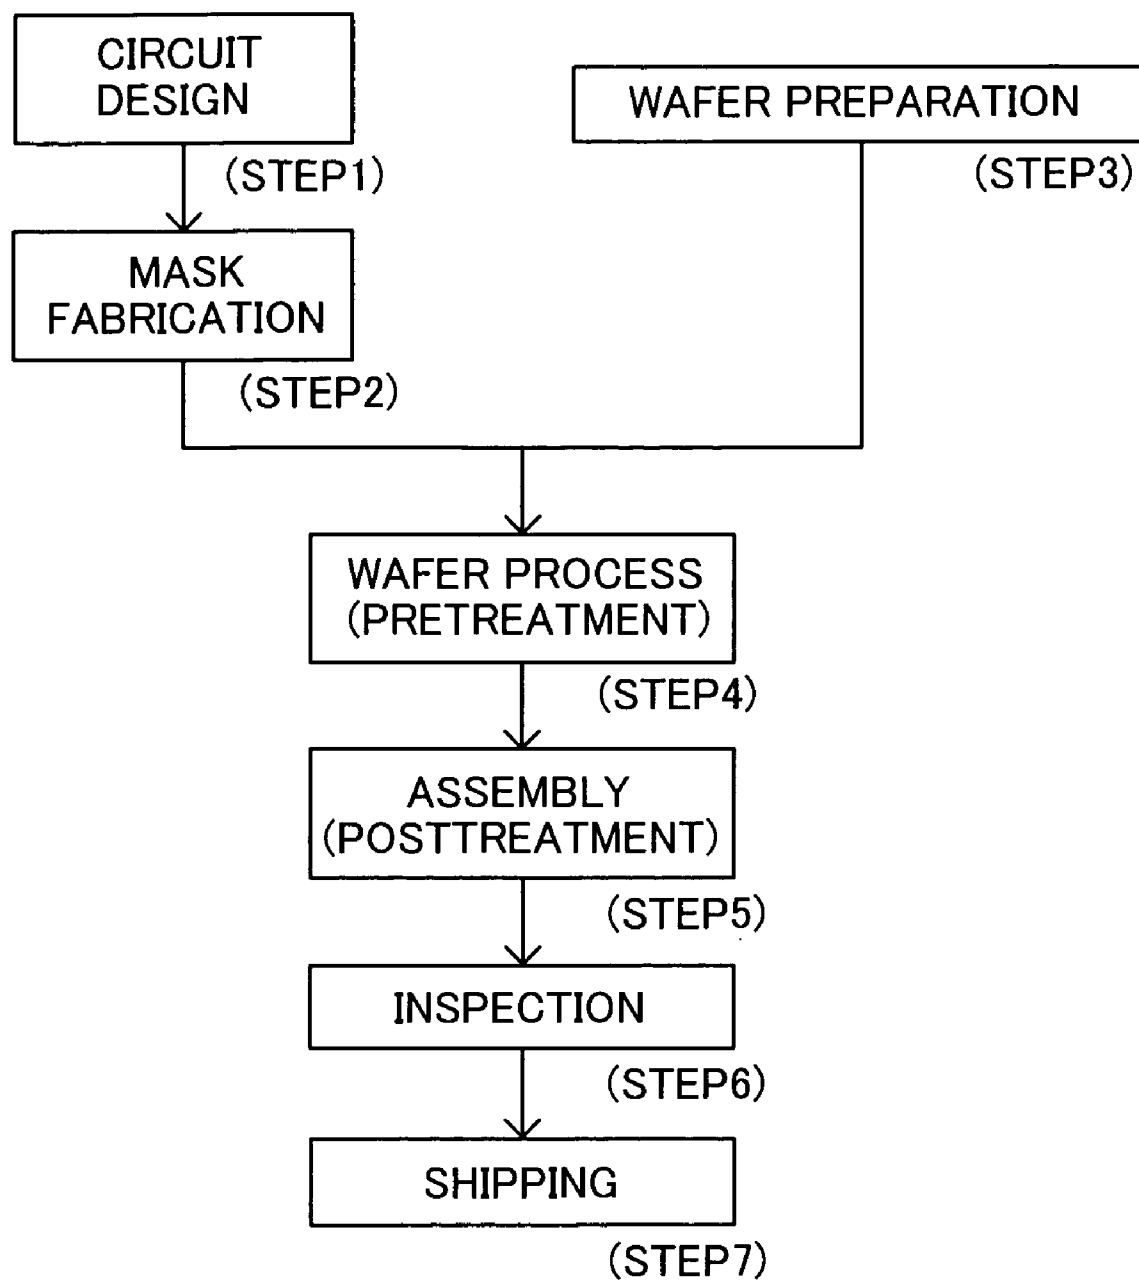 CIRCUIT
DESIGN
(STEP1)
WAFER PREPARATION
(STEP3)
MASK
FABRICATION
(STEP2)
WAFER PROCESS
(PRETREATMENT)
(STEP4)
ASSEMBLY
(POSTTREATMENT)
(STEP5)
INSPECTION
(STEP6)
SHIPPING
(STEP7)